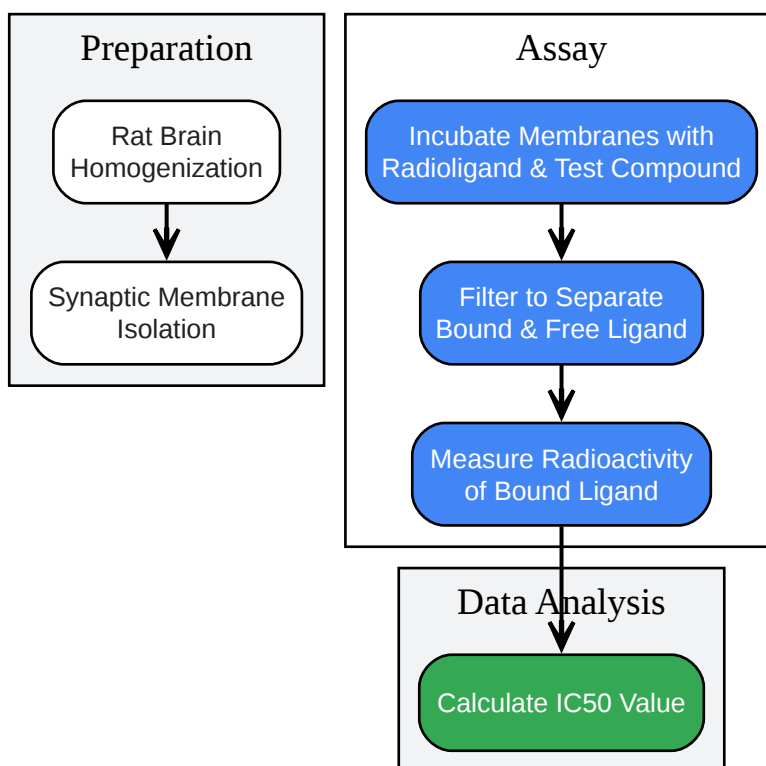 Preparation
Rat Brain
Homogenization
Synaptic Membrane
Isolation
Assay
Incubate Membranes with
Radioligand & Test Compound
Filter to Separate
Bound & Free Ligand
Measure Radioactivity
of Bound Ligand
Data Analysis
Calculate IC50 Value